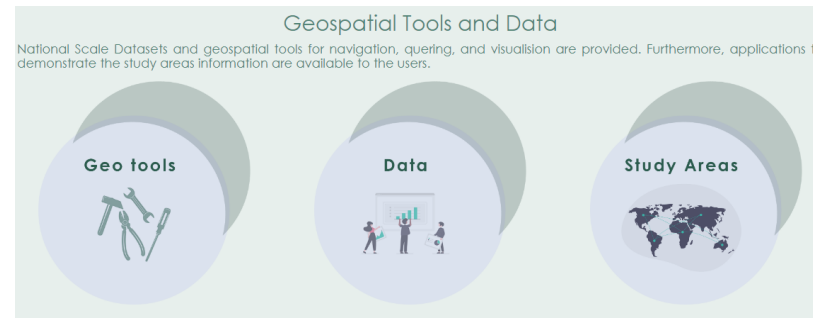 Geospatial Tools and Data
National Scale Datasets and geospatial tools for navigation, quering, and visualision are provided. Furthermore, applications
demonstrate the study areas information are available to the users.
Geo tools
Data
Study Areas